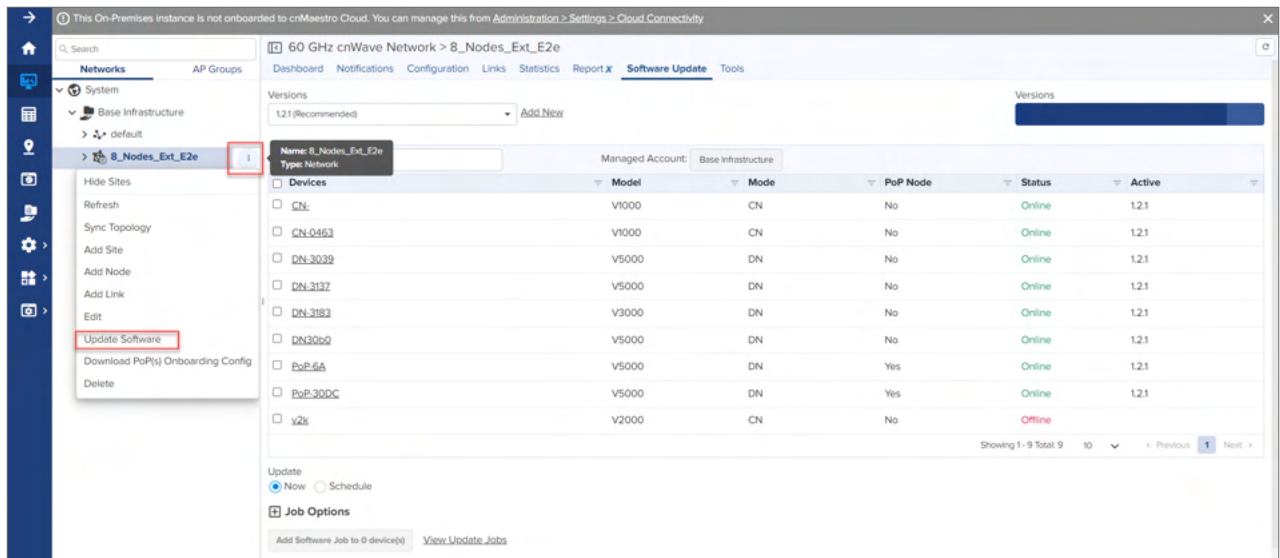 This On-Premises instance is not onboarded to cnMaestro Cloud. You can manage this from Administration > Settings > Cloud Connectivity
Search
Networks AP Groups
System
Base Infrastructure
default
8_Nodes_Ext_E2e
Hide Sites
Refresh
Sync Topology
Add Site
Add Node
Add Link
Edit
Update Software
Download PoP(s) Onboarding Config
Delete
60 GHz cnWave Network > 8_Nodes_Ext_E2e
Dashboard Notifications Configuration Links Statistics Report X Software Update Tools
Versions
1.2.1 (Recommended) Add New
Versions
Name: 8_Nodes_Ext_E2e
Type: Network
Managed Account: Base Infrastructure
Devices Model Mode PoP Node Status Active
CN- V1000 CN No Online 1.2.1
CN-0463 V1000 CN No Online 1.2.1
DN-3039 V5000 DN No Online 1.2.1
DN-3137 V5000 DN No Online 1.2.1
DN-3183 V3000 DN No Online 1.2.1
DN30b0 V5000 DN No Online 1.2.1
PoP-6A V5000 DN Yes Online 1.2.1
PoP-30DC V5000 DN Yes Online 1.2.1
v2k V2000 CN No Offline
Showing 1 - 9 Total: 9 10 < Previous 1 Next >
Update
Now Schedule
Job Options
Add Software Job to 0 device(s) View Update Jobs